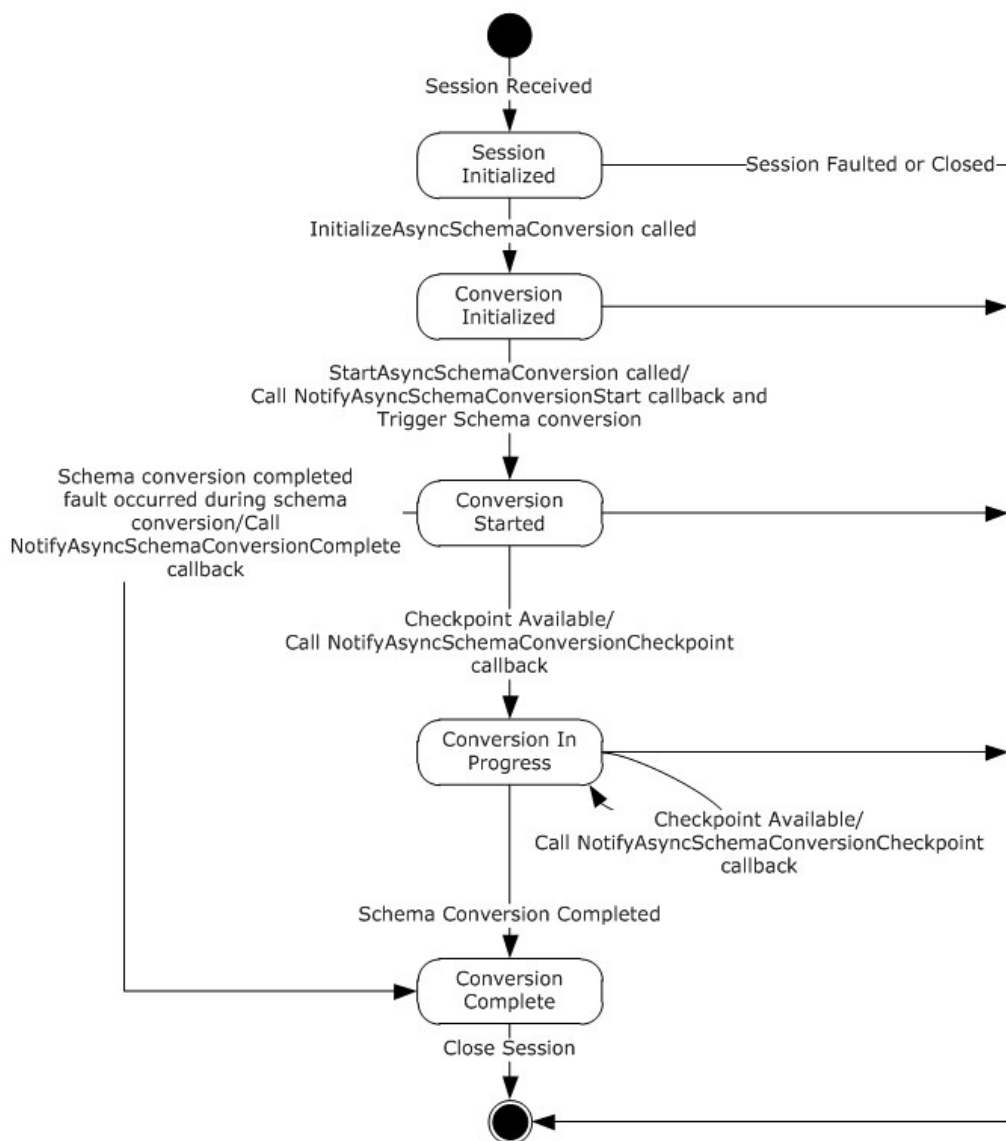 Session Received
Session
Initialized
Session Faulted or Closed
InitializeAsyncSchemaConversion called
Conversion
Initialized
StartAsyncSchemaConversion called/
Call NotifyAsyncSchemaConversionStart callback and
Trigger Schema conversion
Schema conversion completed
fault occurred during schema
conversion/Call
NotifyAsyncSchemaConversionComplete
callback
Conversion
Started
Checkpoint Available/
Call NotifyAsyncSchemaConversionCheckpoint
callback
Conversion In
Progress
Checkpoint Available/
Call NotifyAsyncSchemaConversionCheckpoint
callback
Schema Conversion Completed
Conversion
Complete
Close Session